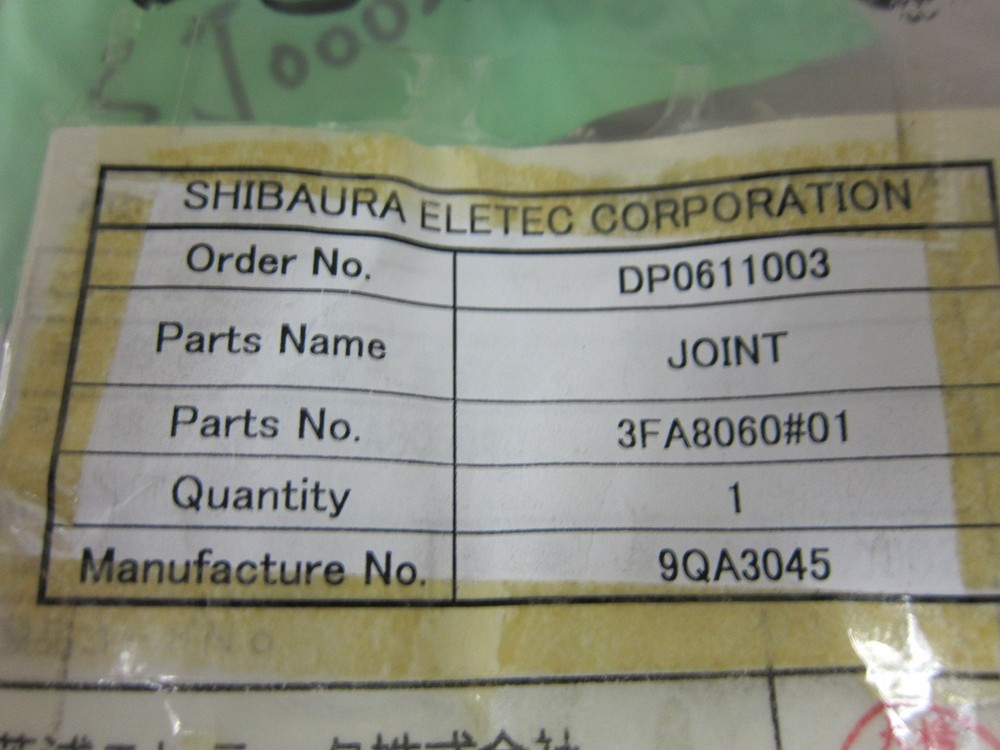 SHIBAURA ELETEC CORPORATION
Order No. DP0611003
Parts Name JOINT
Parts No. 3FA8060#01
Quantity 1
Manufacture No. 9QA3045